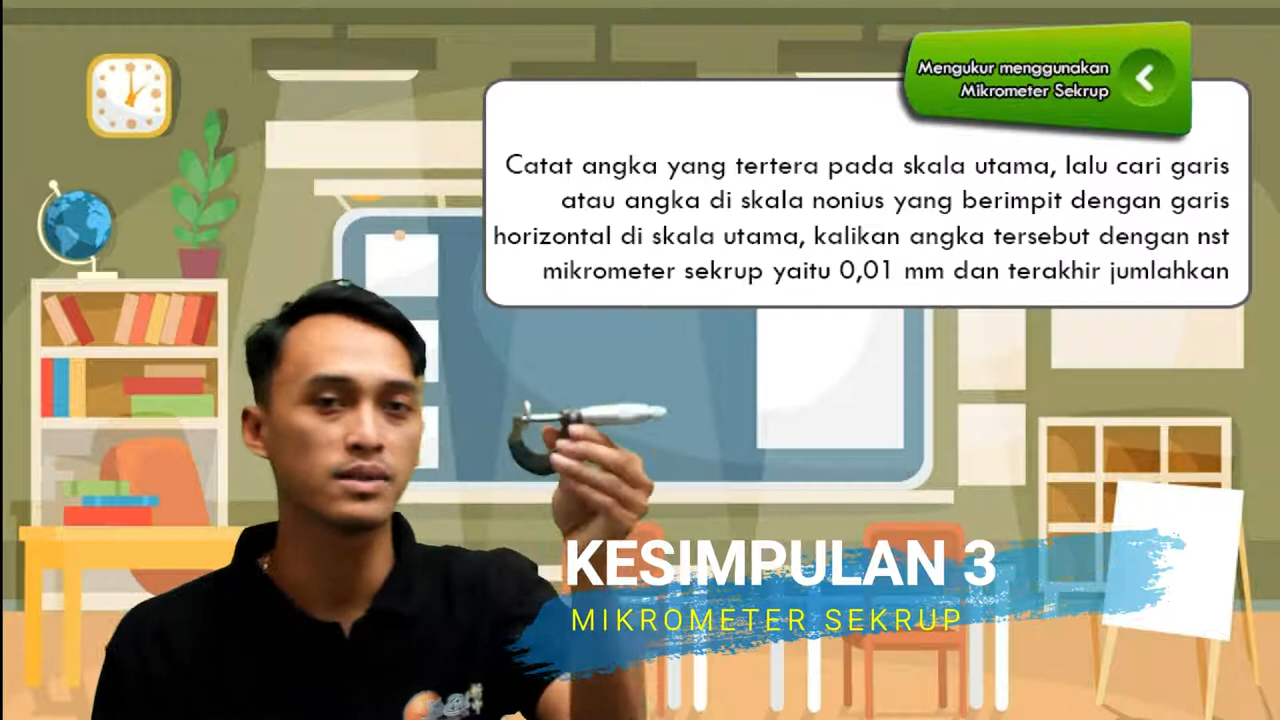 Mengukur menggunakan
Mikrometer Sekrup
Catat angka yang tertera pada skala utama, lalu cari garis
atau angka di skala nonius yang berimpit dengan garis
horizontal di skala utama, kalikan angka tersebut dengan nst
mikrometer sekrup yaitu 0,01 mm dan terakhir jumlahkan
KESIMPULAN 3
MIKROMETER SEKRUP